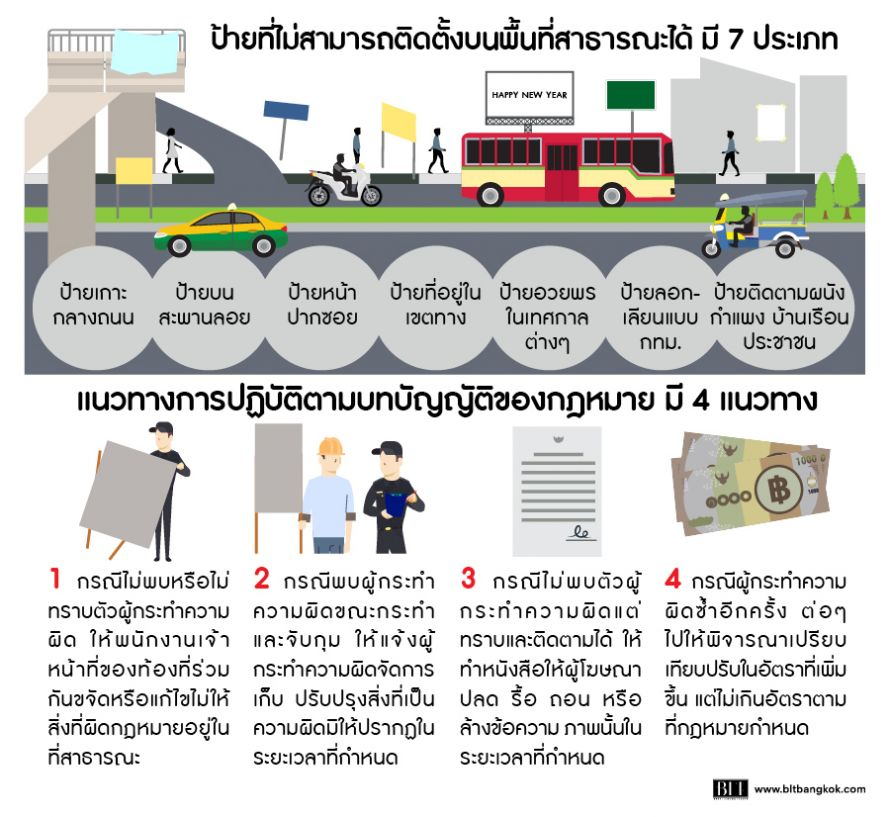 ป้ายที่ไม่สามารถติดตั้งบนพื้นที่สาธารณะได้ มี 7 ประเภท
HAPPY NEW YEAR
ป้ายเกาะ
กลางถนน
ป้ายบน
สะพานลอย
ป้ายหน้า
ปากซอย
ป้ายที่อยู่ใน
เขตทาง
ป้ายอวยพร
ในเทศกาล
ต่างๆ
ป้ายลอก-
เลียนแบบ
กทม.
ป้ายติดตามผนัง
กำแพง บ้านเรือน
ประชาชน
แนวทางการปฏิบัติตามบทบัญญัติของกฎหมาย มี 4 แนวทาง
1 กรณีไม่พบหรือไม่
ทราบตัวผู้กระทำความ
ผิด ให้พนักงานเจ้า
หน้าที่ของท้องที่ร่วม
กันขจัดหรือแก้ไขไม่ให้
สิ่งที่ผิดกฎหมายอยู่ใน
ที่สาธารณะ
2 กรณีพบผู้กระทำ
ความผิดขณะกระทำ
และจับกุม ให้แจ้งผู้
กระทำความผิดจัดการ
เก็บ ปรับปรุงสิ่งที่เป็น
ความผิดมิให้ปรากฏใน
ระยะเวลาที่กำหนด
3 กรณีไม่พบตัวผู้
กระทำความผิดแต่
ทราบและติดตามได้ ให้
ทำหนังสือให้ผู้โฆษณา
ปลด รื้อ ถอน หรือ
ล้างข้อความ ภาพนั้นใน
ระยะเวลาที่กำหนด
1000 ฿
฿
1000
4 กรณีผู้กระทำความ
ผิดซ้ำอีกครั้ง ต่อๆ
ไปให้พิจารณาเปรียบ
เทียบปรับในอัตราที่เพิ่ม
ขึ้น แต่ไม่เกินอัตราตาม
ที่กฎหมายกำหนด
BLT www.bltbangkok.com